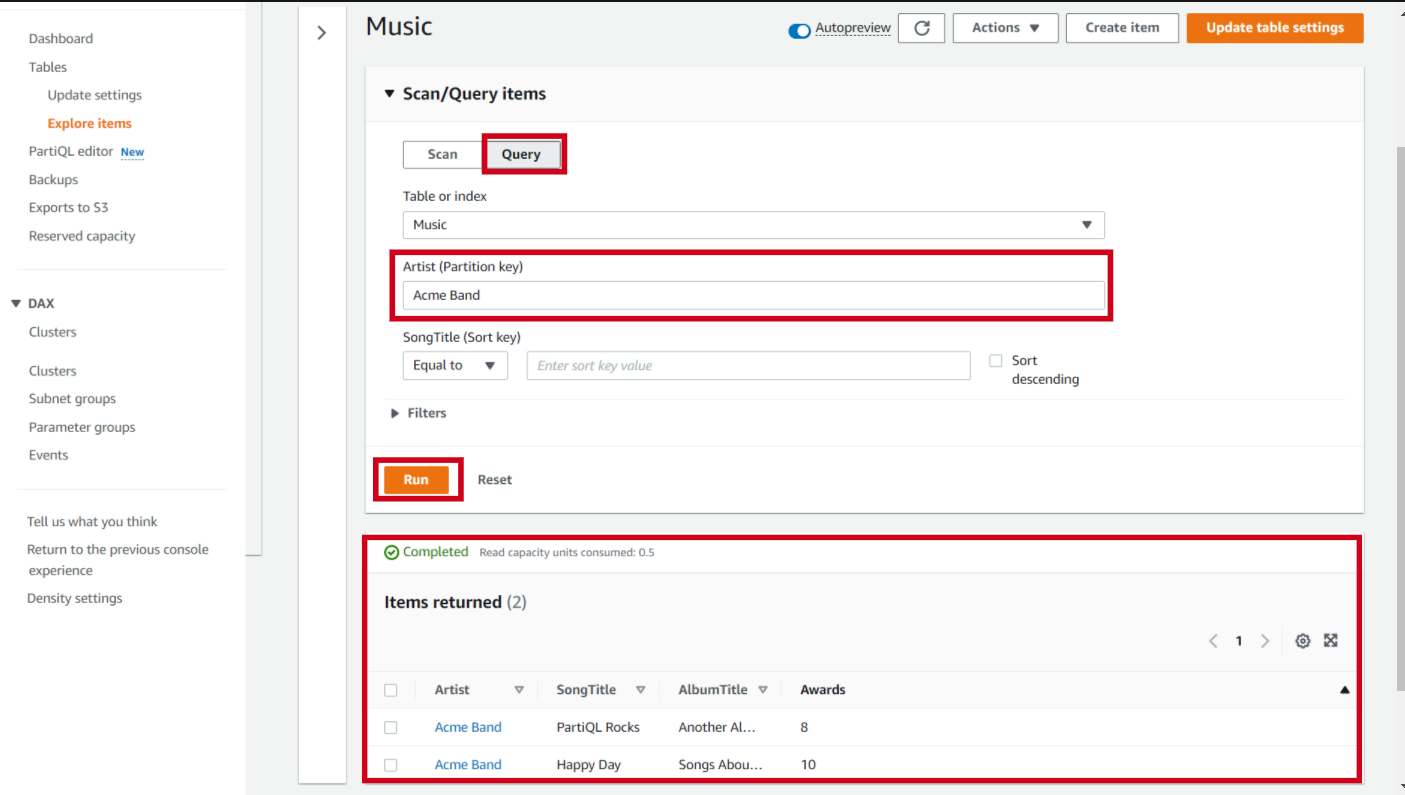 Dashboard
Tables
Update settings
Explore items
PartiQL editor New
Backups
Exports to S3
Reserved capacity
DAX
Clusters
Clusters
Subnet groups
Parameter groups
Events
Tell us what you think
Return to the previous console
experience
Density settings
Music
Autopreview
Actions
Create item
Update table settings
Scan/Query items
Scan
Query
Table or index
Music
Artist (Partition key)
Acme Band
SongTitle (Sort key)
Equal to
Enter sort key value
Sort
descending
Filters
Run
Reset
Completed Read capacity units consumed: 0.5
Items returned (2)
1
Artist SongTitle AlbumTitle Awards
Acme Band PartiQL Rocks Another Al... 8
Acme Band Happy Day Songs Abou... 10